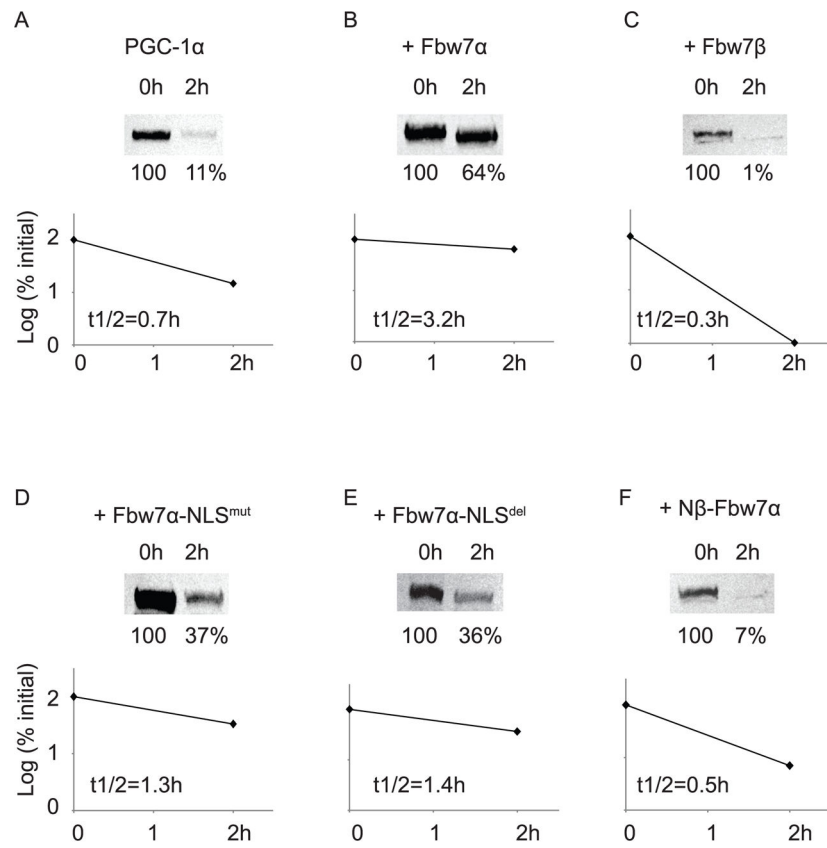 A
PGC-1α
0h 2h
100 11%
Log (% initial)
2
1
0
t1/2=0.7h
0 1 2h
B
+ Fbw7α
0h 2h
100 64%
t1/2=3.2h
0 1 2h
C
+ Fbw7β
0h 2h
100 1%
t1/2=0.3h
0 1 2h
D
+ Fbw7α-NLSmut
0h 2h
100 37%
Log (% initial)
2
1
0
t1/2=1.3h
0 1 2h
E
+ Fbw7α-NLSdel
0h 2h
100 36%
t1/2=1.4h
0 1 2h
F
+ Nβ-Fbw7α
0h 2h
100 7%
t1/2=0.5h
0 1 2h